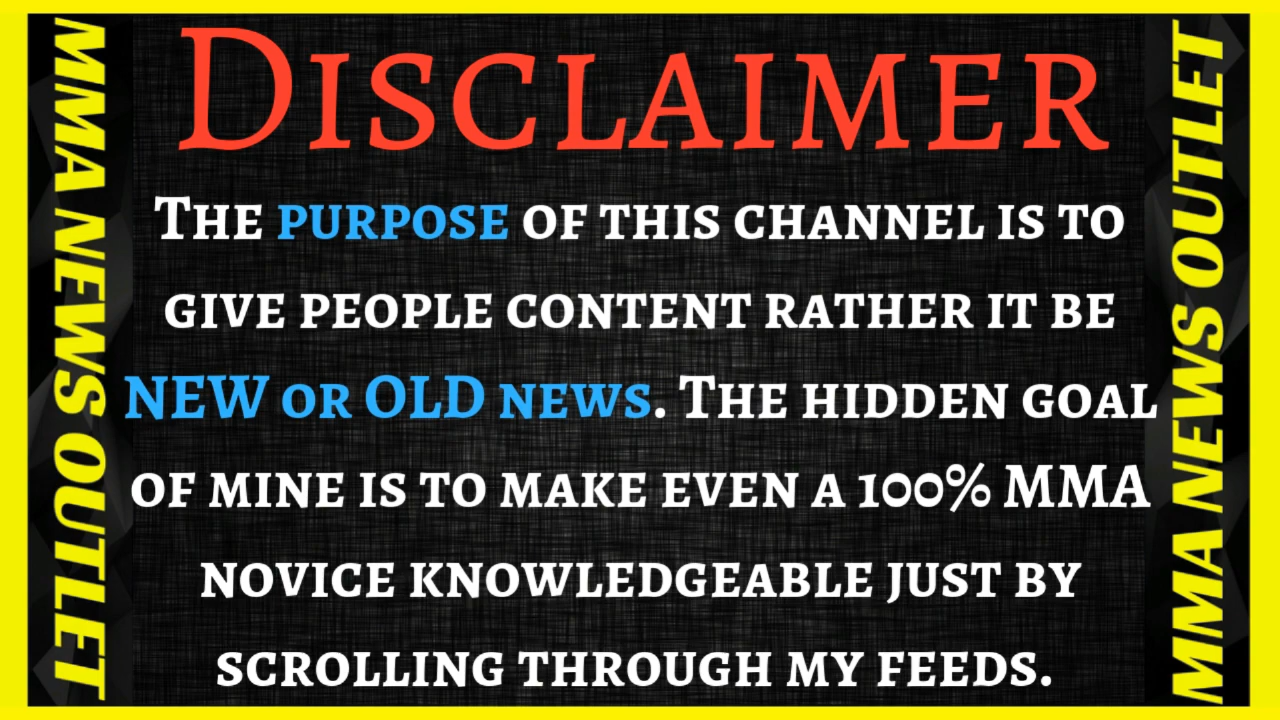 Disclaimer
The purpose of this channel is to
give people content rather it be
NEW or OLD news. The hidden goal
of mine is to make even a 100% MMA
novice knowledgeable just by
scrolling through my feeds.
MMA NEWS OUTLET
MMA NEWS OUTLET